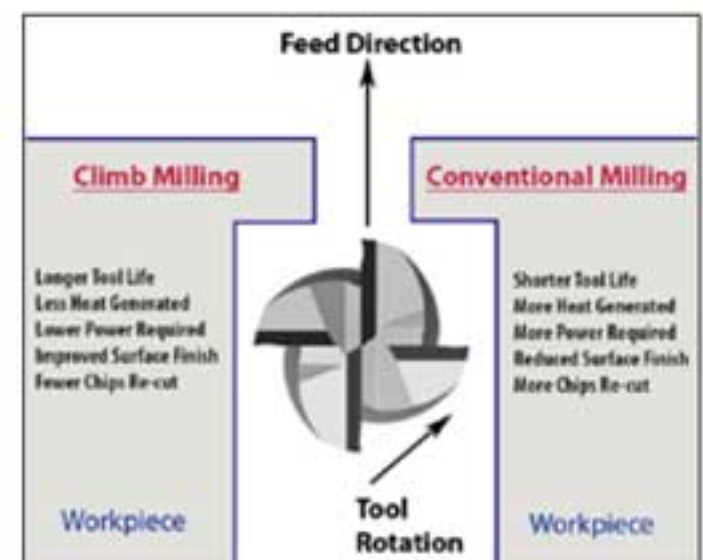 Feed Direction
Climb Milling
Longer Tool Life
Less Heat Generated
Lower Power Required
Improved Surface Finish
Fewer Chips Re-cut
Workpiece
Conventional Milling
Shorter Tool Life
More Heat Generated
More Power Required
Reduced Surface Finish
More Chips Re-cut
Workpiece
Tool
Rotation